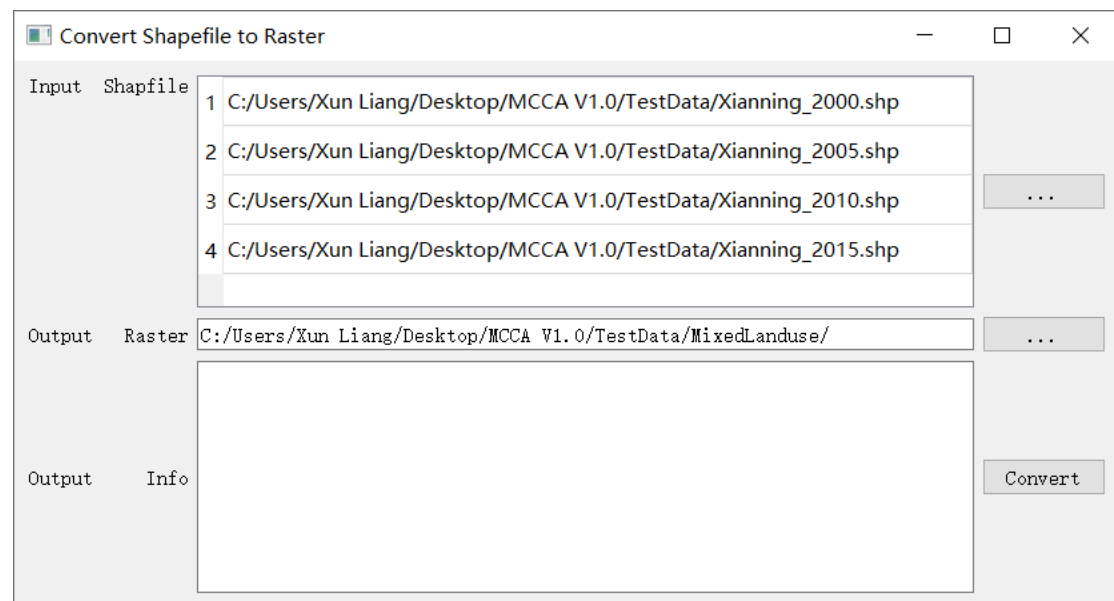 Convert Shapefile to Raster
Input Shapfile
1 C:/Users/Xun Liang/Desktop/MCCA V1.0/TestData/Xianning_2000.shp
2 C:/Users/Xun Liang/Desktop/MCCA V1.0/TestData/Xianning_2005.shp
3 C:/Users/Xun Liang/Desktop/MCCA V1.0/TestData/Xianning_2010.shp
4 C:/Users/Xun Liang/Desktop/MCCA V1.0/TestData/Xianning_2015.shp
...
Output Raster C:/Users/Xun Liang/Desktop/MCCA V1.0/TestData/MixedLanduse/ ...
Output Info Convert